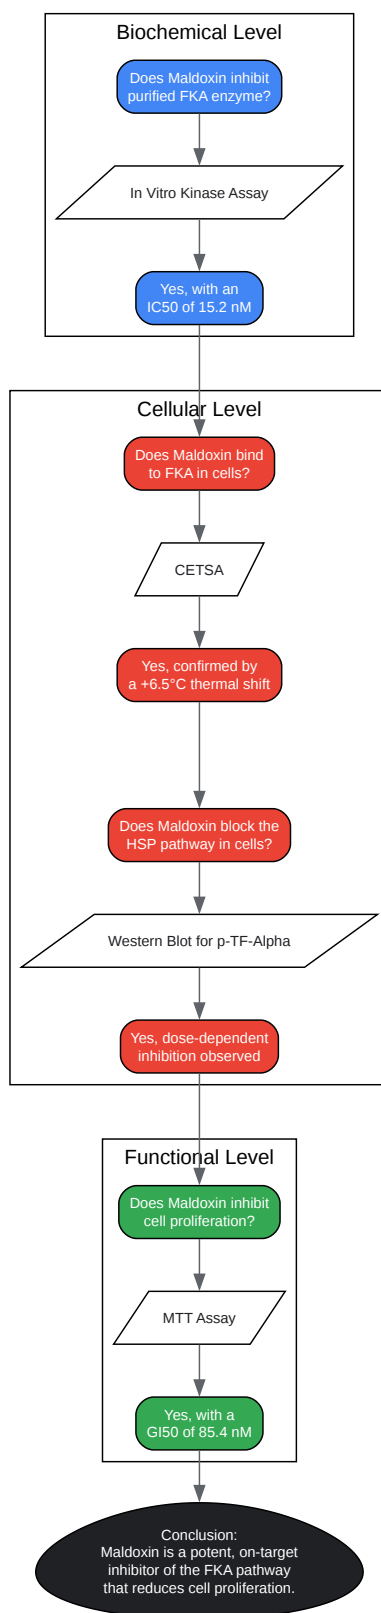 Biochemical Level
Does Maldoxin inhibit
purified FKA enzyme?
In Vitro Kinase Assay
Yes, with an
IC50 of 15.2 nM
Cellular Level
Does Maldoxin bind
to FKA in cells?
CETSA
Yes, confirmed by
a +6.5°C thermal shift
Does Maldoxin block the
HSP pathway in cells?
Western Blot for p-TF-Alpha
Yes, dose-dependent
inhibition observed
Functional Level
Does Maldoxin inhibit
cell proliferation?
MTT Assay
Yes, with a
GI50 of 85.4 nM
Conclusion:
Maldoxin is a potent, on-target
inhibitor of the FKA pathway
that reduces cell proliferation.